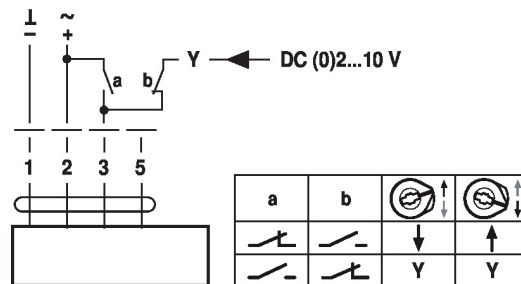 ⊥ ~
− +
a b Y DC (0)2...10 V
1 2 3 5
a b
↓ ↑
Y Y